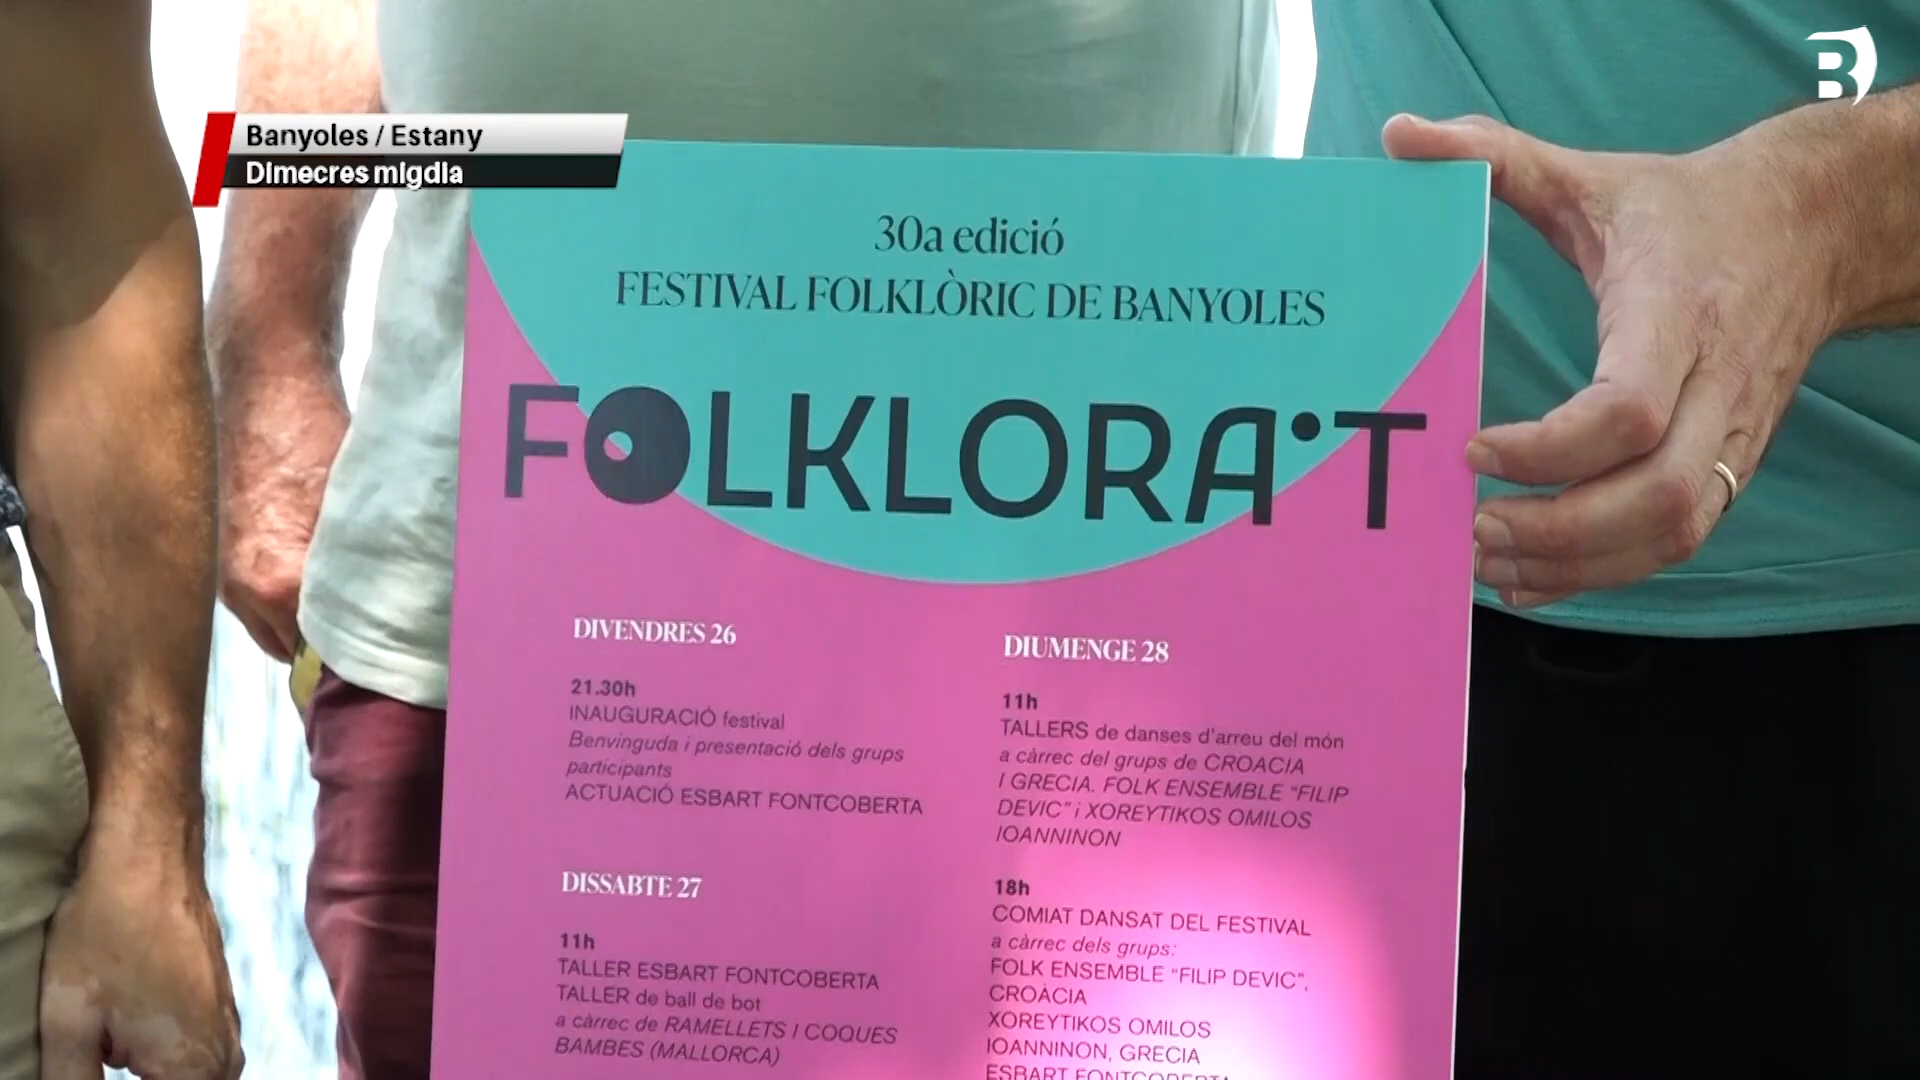 Banyoles / Estany
Dimecres migdia
B
30a edició
FESTIVAL FOLKLÒRIC DE BANYOLES
FOLKLORA•T
DIVENDRES 26
21.30h
INAUGURACIÓ festival
Benvinguda i presentació dels grups
participants
ACTUACIÓ ESBART FONTCOBERTA
DISSABTE 27
11h
TALLER ESBART FONTCOBERTA
TALLER de ball de bot
a càrrec de RAMELLETS I COQUES
BAMBES (MALLORCA)
DIUMENGE 28
11h
TALLERS de danses d'arreu del món
a càrrec del grups de CROACIA
I GRECIA. FOLK ENSEMBLE "FILIP
DEVIC" i XOREYTIKOS OMILOS
IOANNINON
18h
COMIAT DANSAT DEL FESTIVAL
a càrrec dels grups:
FOLK ENSEMBLE "FILIP DEVIC",
CROÀCIA
XOREYTIKOS OMILOS
IOANNINON, GRECIA
ESBART FONTCOBERTA